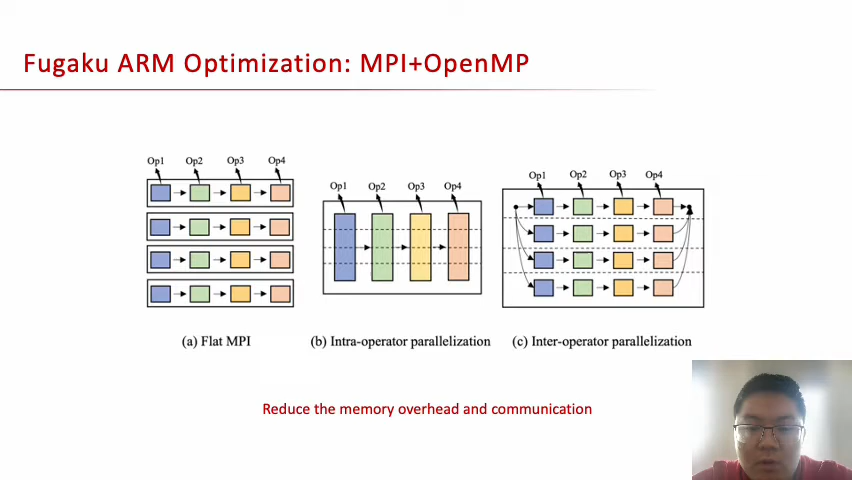 Fugaku ARM Optimization: MPI+OpenMP
Op1 Op2 Op3 Op4
Op1 Op2 Op3 Op4
Op1 Op2 Op3 Op4
(a) Flat MPI
(b) Intra-operator parallelization
(c) Inter-operator parallelization
Reduce the memory overhead and communication